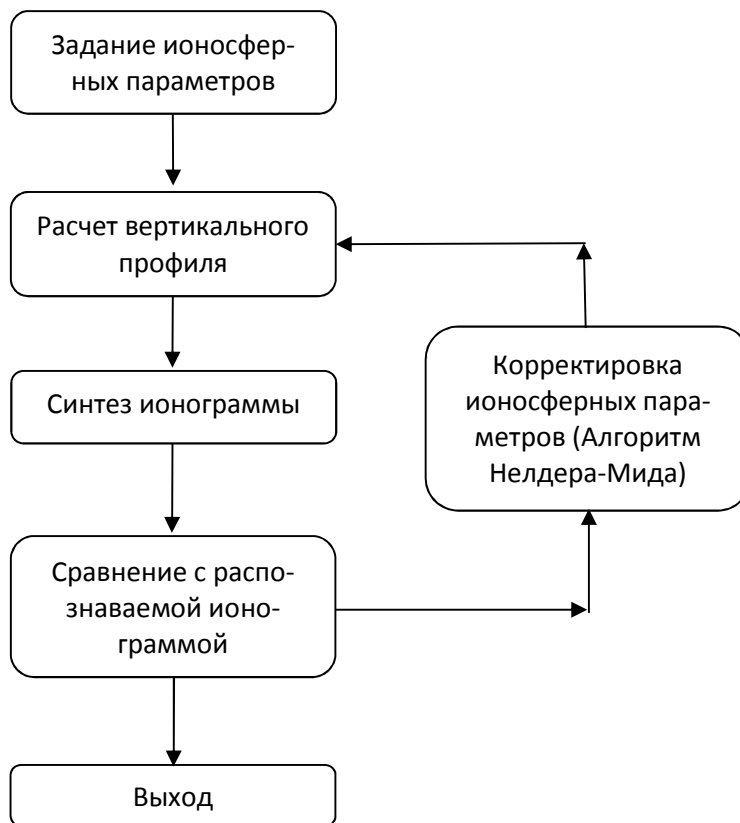 Задание ионосфер-
ных параметров
Расчет вертикального
профиля
Синтез ионограммы
Корректировка
ионосферных пара-
метров (Алгоритм
Нелдера-Мида)
Сравнение с распо-
знаваемой ионо-
граммой
Выход